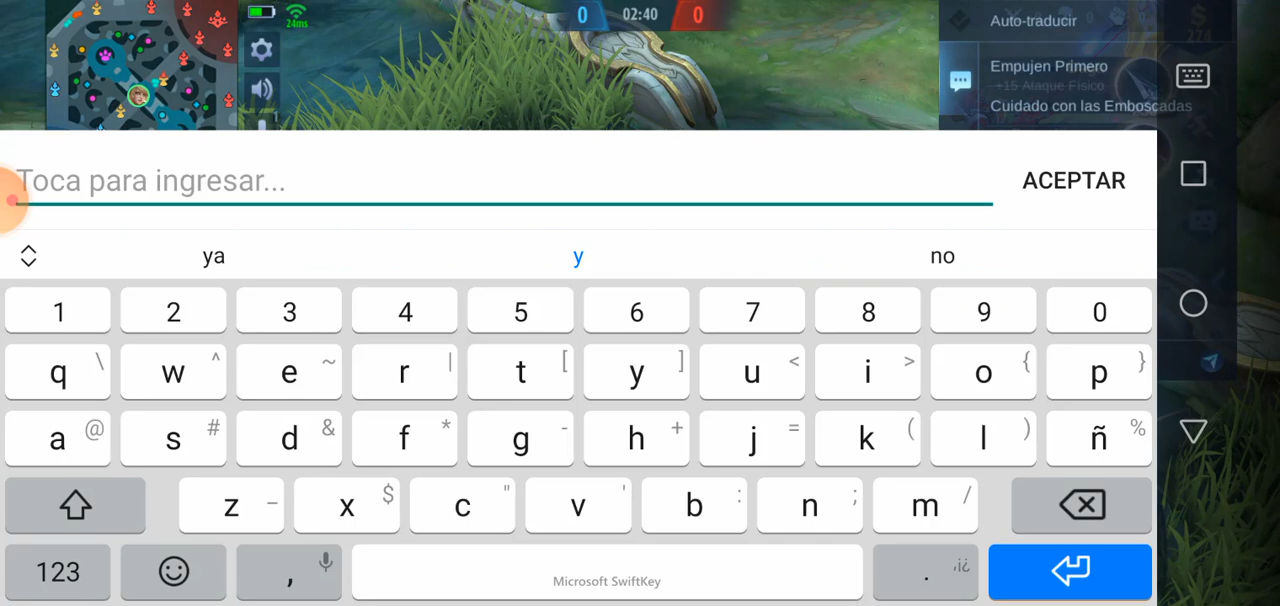 24ms
0 02:40 0
Auto-traducir
274
Empujen Primero
+15 Ataque Físico
Cuidado con las Emboscadas
Toca para ingresar...
ACEPTAR
ya y no
1 2 3 4 5 6 7 8 9 0
q \ w ^ e ~ r | t [ y ] u < i > o { p }
a @ s # d & f * g - h + j = k ( l ) ñ %
z _ x $ c " v ' b : n ; m /
123 , . ,¡¿
Microsoft SwiftKey